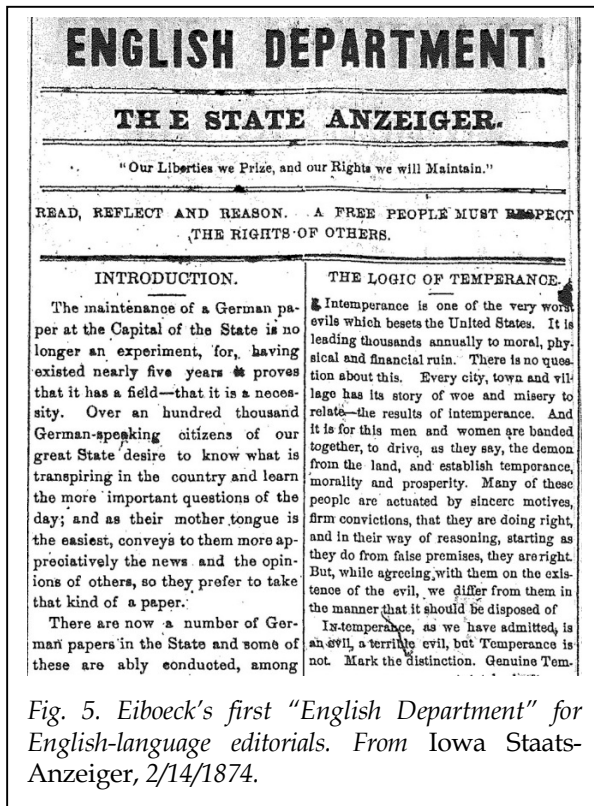 ENGLISH DEPARTMENT.
THE STATE ANZEIGER.
"Our Liberties we Prize, and our Rights we will Maintain."
READ, REFLECT AND REASON. A FREE PEOPLE MUST RESPECT
THE RIGHTS OF OTHERS.
INTRODUCTION.
The maintenance of a German pa-
per at the Capital of the State is no
longer an experiment, for, having
existed nearly five years it proves
that it has a field—that it is a neces-
sity. Over an hundred thousand
German-speaking citizens of our
great State desire to know what is
transpiring in the country and learn
the more important questions of the
day; and as their mother tongue is
the easiest, conveys to them more ap-
preciatively the news and the opin-
ions of others, so they prefer to take
that kind of a paper.
There are now a number of Ger-
man papers in the State and some of
these are ably conducted, among
THE LOGIC OF TEMPERANCE.
Intemperance is one of the very worst
evils which besets the United States. It is
leading thousands annually to moral, phy-
sical and financial ruin. There is no ques-
tion about this. Every city, town and vil-
lage has its story of woe and misery to
relate—the results of intemperance. And
it is for this men and women are banded
together, to drive, as they say, the demon
from the land, and establish temporance,
morality and prosperity. Many of these
people are actuated by sincere motives,
firm convictions, that they are doing right,
and in their way of reasoning, starting as
they do from false premises, they are right.
But, while agreeing with them on the exis-
tence of the evil, we differ from them in
the manner that it should be disposed of
In-temperance, as we have admitted, is
an evil, a terrible evil, but Temperance is
not. Mark the distinction. Genuine Tem-
Fig. 5. Eiboeck's first "English Department" for
English-language editorials. From Iowa Staats-
Anzeiger, 2/14/1874.